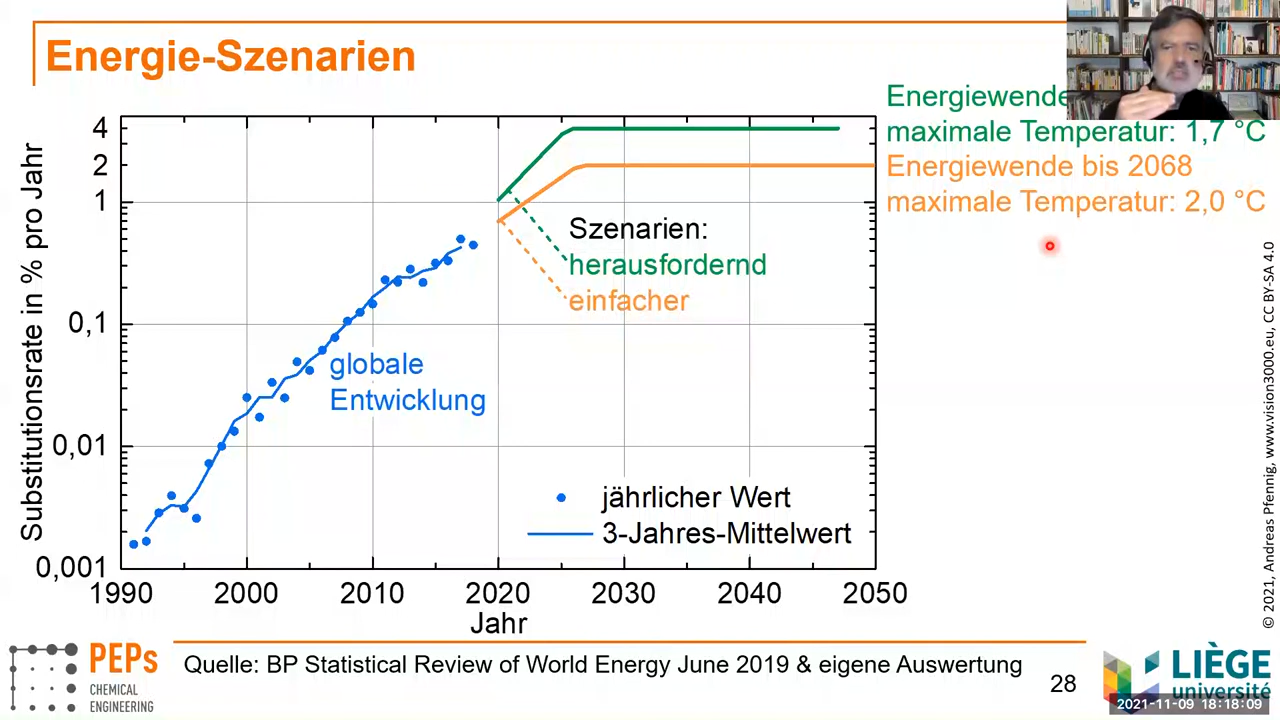 Energie-Szenarien
Energiewende
maximale Temperatur: 1,7 °C
Energiewende bis 2068
maximale Temperatur: 2,0 °C
Substitutionsrate in % pro Jahr
4
2
1
0,1
0,01
0,001
Szenarien:
herausfordernd
einfacher
globale
Entwicklung
jährlicher Wert
3-Jahres-Mittelwert
1990 2000 2010 2020 2030 2040 2050
Jahr
© 2021, Andreas Pfennig, www.vision3000.eu, CC BY-SA 4.0
PEPs
CHEMICAL
ENGINEERING
Quelle: BP Statistical Review of World Energy June 2019 & eigene Auswertung
28
LIÈGE
université
2021-11-09 18:18:09